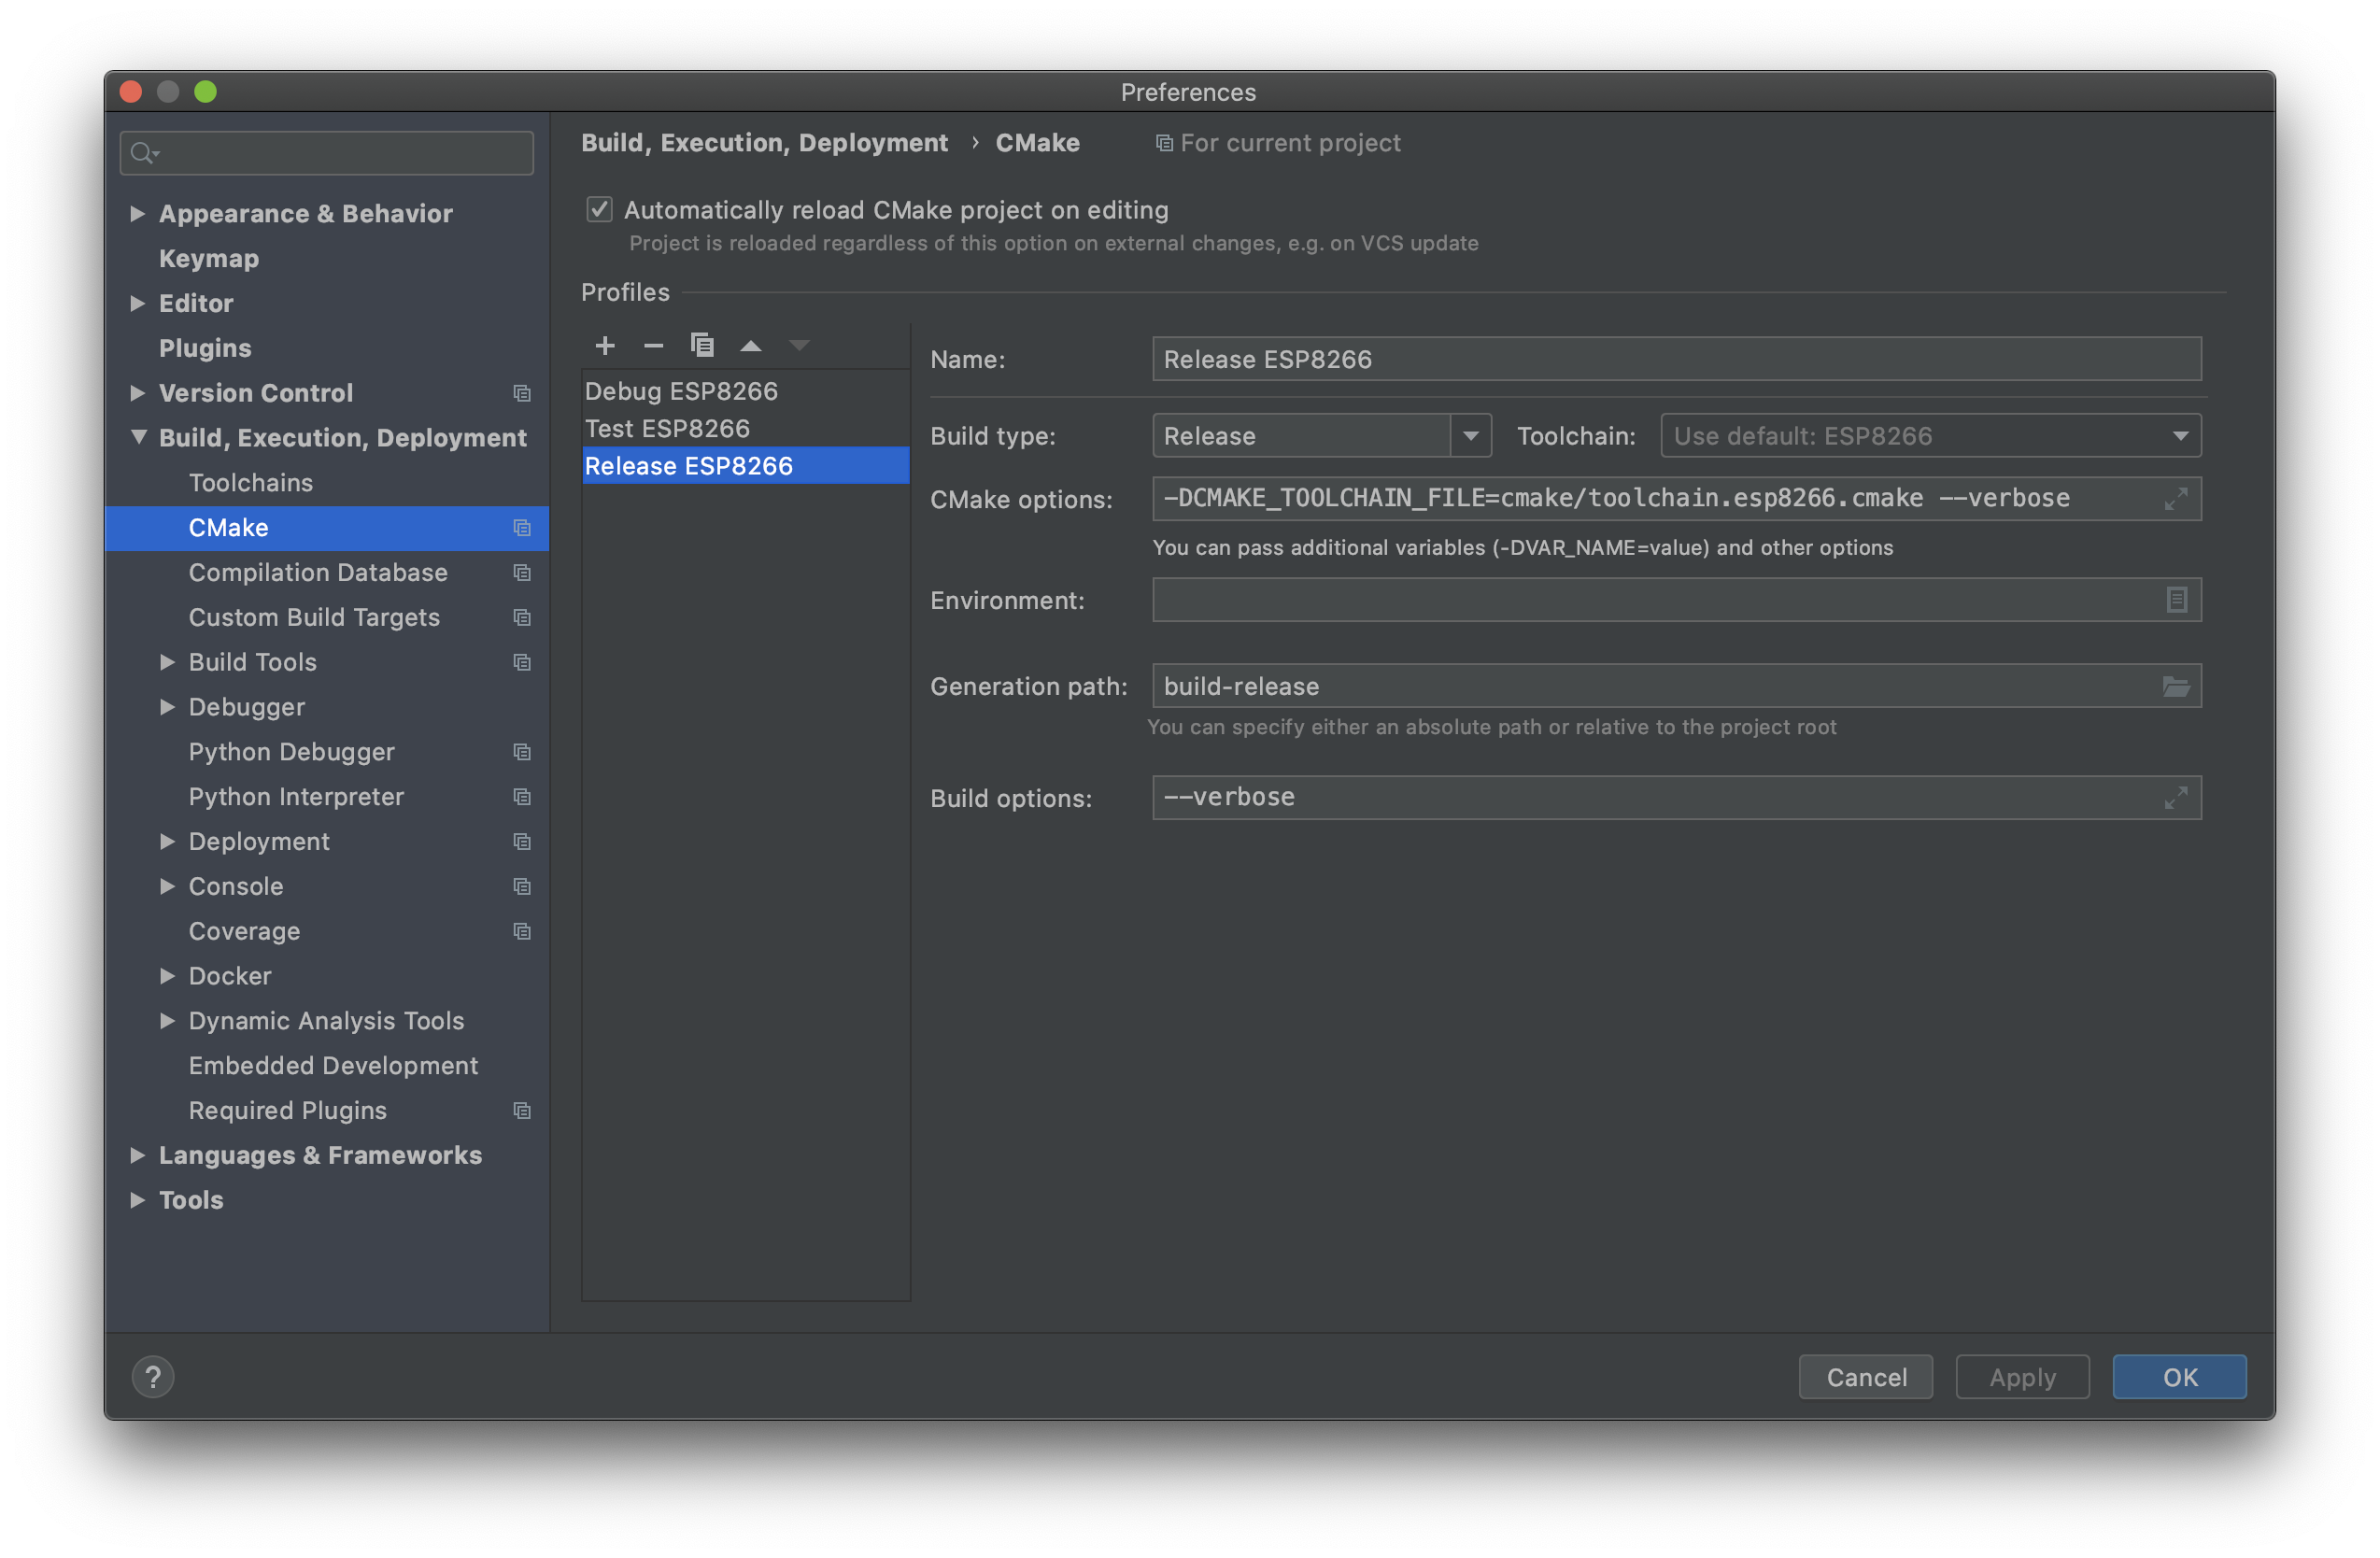 Preferences
Appearance & Behavior
Keymap
Editor
Plugins
Version Control
Build, Execution, Deployment
Toolchains
CMake
Compilation Database
Custom Build Targets
Build Tools
Debugger
Python Debugger
Python Interpreter
Deployment
Console
Coverage
Docker
Dynamic Analysis Tools
Embedded Development
Required Plugins
Languages & Frameworks
Tools
Build, Execution, Deployment › CMake For current project
Automatically reload CMake project on editing
Project is reloaded regardless of this option on external changes, e.g. on VCS update
Profiles
Debug ESP8266
Test ESP8266
Release ESP8266
Name: Release ESP8266
Build type: Release Toolchain: Use default: ESP8266
CMake options: -DCMAKE_TOOLCHAIN_FILE=cmake/toolchain.esp8266.cmake --verbose
You can pass additional variables (-DVAR_NAME=value) and other options
Environment:
Generation path: build-release
You can specify either an absolute path or relative to the project root
Build options: --verbose
? Cancel Apply OK